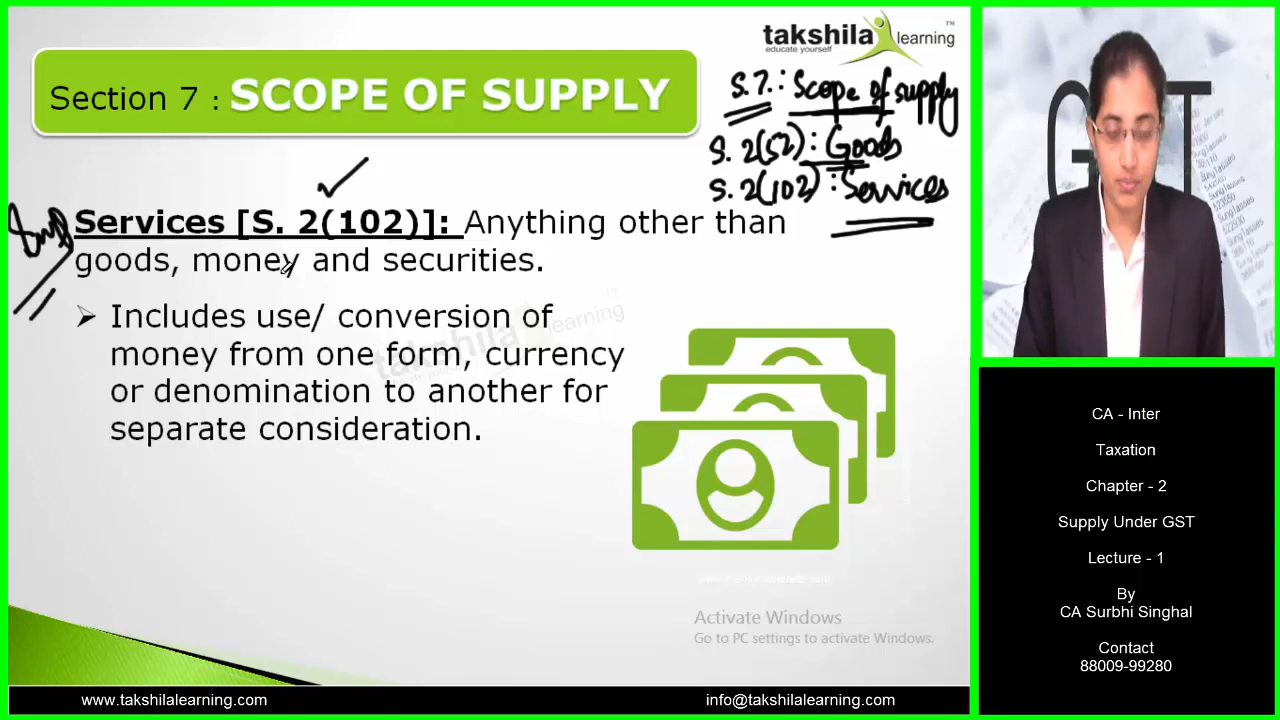 takshila learning TM
educate yourself
Section 7 : SCOPE OF SUPPLY
S. 7. : Scope of supply
S. 2(52) : Goods
S. 2(102) : Services
Imp
Services [S. 2(102)]: Anything other than
goods, money and securities.
➢ Includes use/ conversion of
money from one form, currency
or denomination to another for
separate consideration.
takshila learning
Activate Windows
Go to PC settings to activate Windows.
www.takshilalearning.com
info@takshilalearning.com
G T
CA - Inter
Taxation
Chapter - 2
Supply Under GST
Lecture - 1
By
CA Surbhi Singhal
Contact
88009-99280